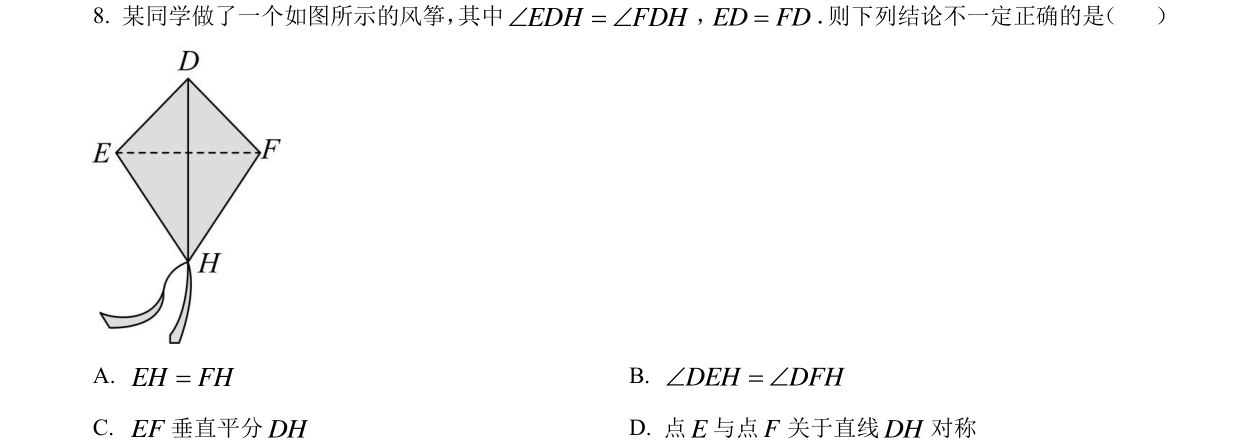 8. 某同学做了一个如图所示的风筝,其中∠EDH = ∠FDH , ED = FD .则下列结论不一定正确的是(　　)
D
E
F
H
A. EH = FH
B. ∠DEH = ∠DFH
C. EF 垂直平分 DH
D. 点 E 与点 F 关于直线 DH 对称